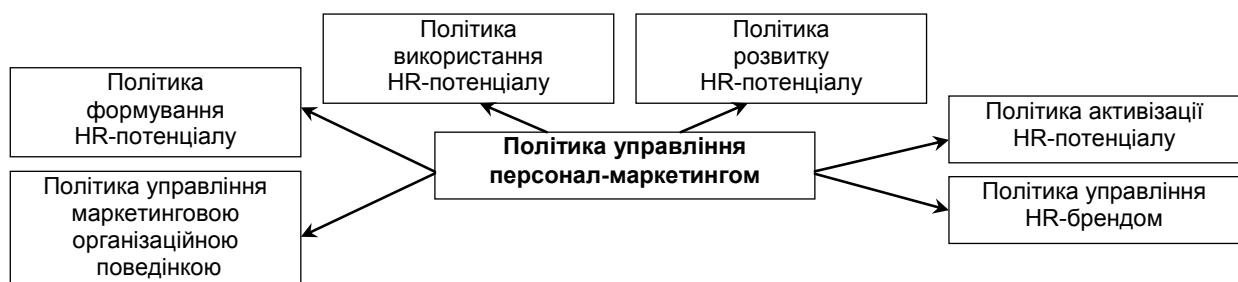 Політика
використання
HR-потенціалу
Політика
розвитку
HR-потенціалу
Політика
формування
HR-потенціалу
Політика активізації
HR-потенціалу
Політика управління
персонал-маркетингом
Політика управління
маркетинговою
організаційною
поведінкою
Політика управління
HR-брендом